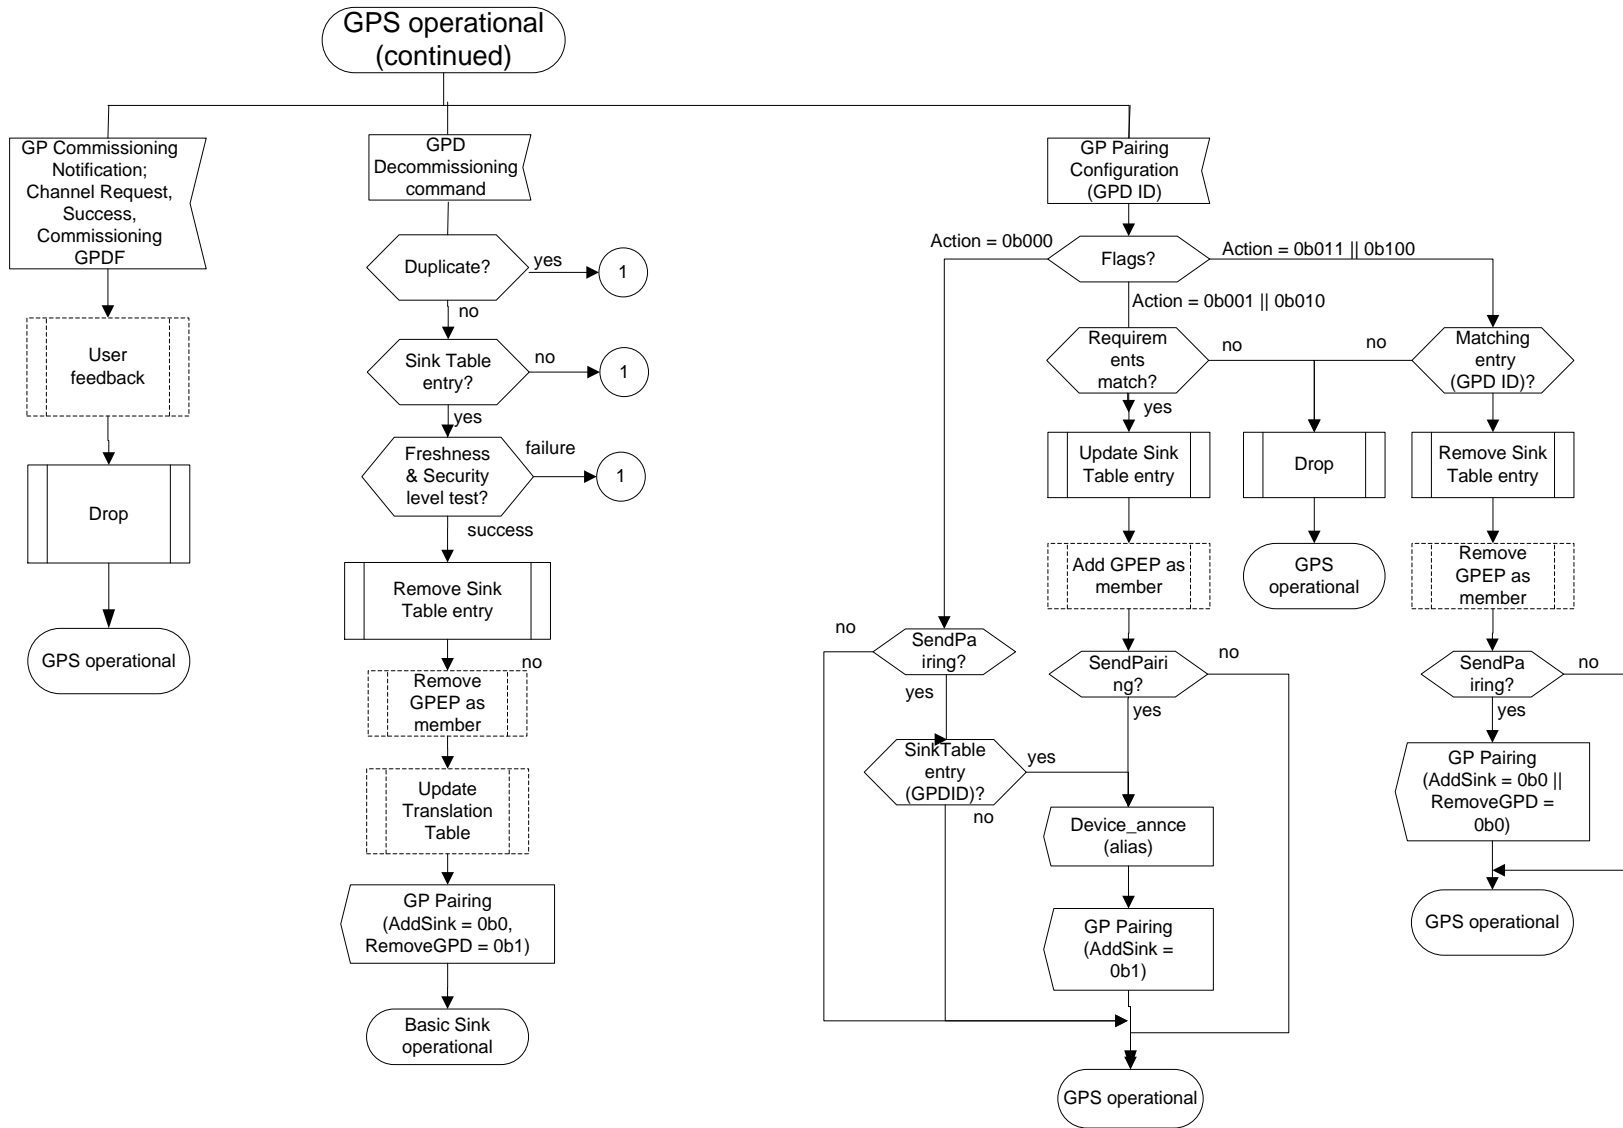 GPS operational
(continued)
GP Commissioning
Notification;
Channel Request,
Success,
Commissioning
GPDF
User
feedback
Drop
GPS operational
GPD
Decommissioning
command
Duplicate?
yes
1
no
Sink Table
entry?
no
1
yes
Freshness
& Security
level test?
failure
1
success
Remove Sink
Table entry
no
Remove
GPEP as
member
Update
Translation
Table
GP Pairing
(AddSink = 0b0,
RemoveGPD = 0b1)
Basic Sink
operational
GP Pairing
Configuration
(GPD ID)
Flags?
Action = 0b000
Action = 0b011 || 0b100
Action = 0b001 || 0b010
Requirem
ents
match?
no
yes
Update Sink
Table entry
Add GPEP as
member
SendPairi
ng?
no
yes
Device_annce
(alias)
GP Pairing
(AddSink =
0b1)
GPS operational
SendPa
iring?
no
yes
SinkTable
entry
(GPDID)?
yes
no
Drop
GPS
operational
no
Matching
entry
(GPD ID)?
Remove Sink
Table entry
Remove
GPEP as
member
SendPa
iring?
no
yes
GP Pairing
(AddSink = 0b0 ||
RemoveGPD =
0b0)
GPS operational